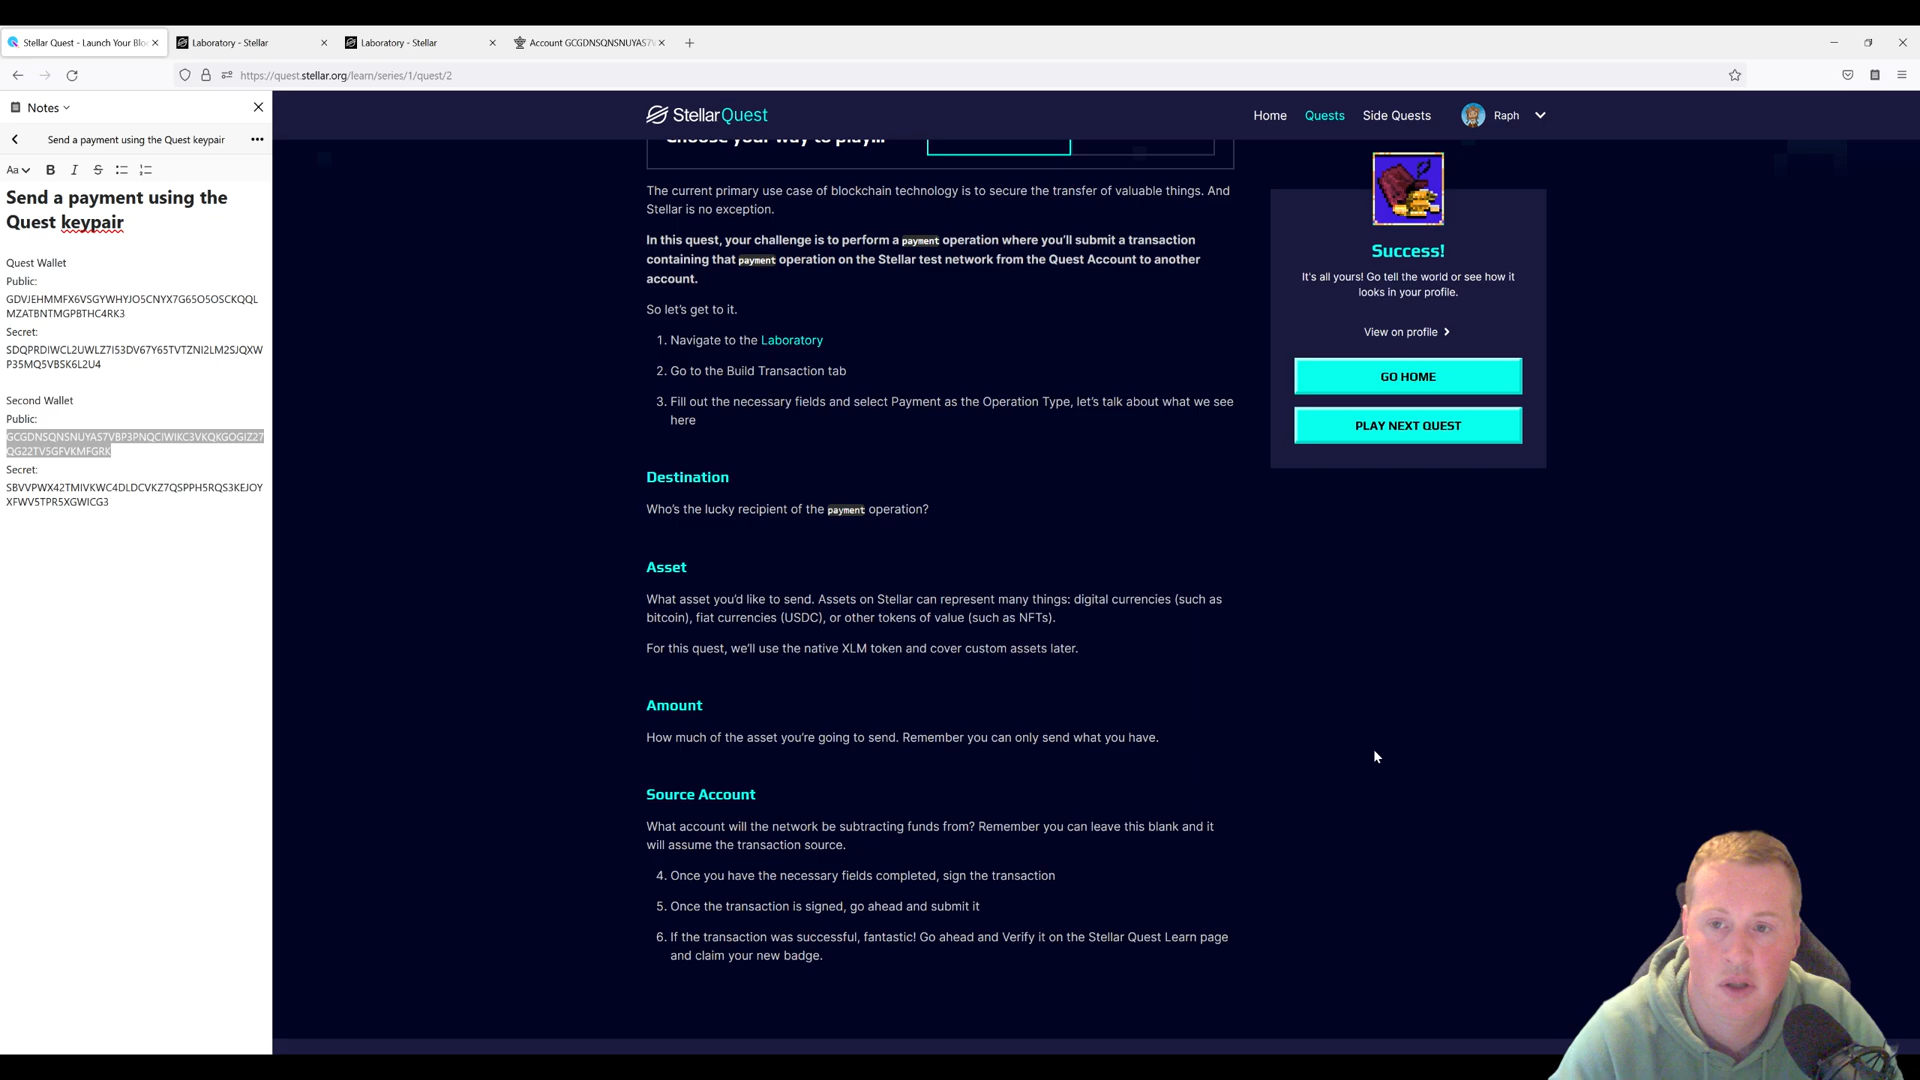 Stellar Quest - Launch Your Blo
Laboratory - Stellar
Laboratory - Stellar
Account GCGDNSQNSNUYAS7V
https://quest.stellar.org/learn/series/1/quest/2
Notes
Send a payment using the Quest keypair
Aa B I S
Send a payment using the
Quest keypair
Quest Wallet
Public:
GDVJEHMMFX6VSGYWHYJO5CNYX7G65O5OSCKQQL
MZATBNTMGPBTHC4RK3
Secret:
SDQPRDIWCL2UWLZ7I53DV67Y65TVTZNI2LM2SJQXW
P35MQ5VBSK6L2U4
Second Wallet
Public:
GCGDNSQNSNUYAS7VBP3PNQCIWIKC3VKQKGOGIZ27
QG22TV5GFVKMFGRK
Secret:
SBVVPWX42TMIVKWC4DLDCVKZ7QSPPH5RQS3KEJOY
XFWV5TPR5XGWICG3
StellarQuest
Home Quests Side Quests Raph
The current primary use case of blockchain technology is to secure the transfer of valuable things. And
Stellar is no exception.
In this quest, your challenge is to perform a payment operation where you'll submit a transaction
containing that payment operation on the Stellar test network from the Quest Account to another
account.
So let's get to it.
1. Navigate to the Laboratory
2. Go to the Build Transaction tab
3. Fill out the necessary fields and select Payment as the Operation Type, let's talk about what we see
here
Destination
Who's the lucky recipient of the payment operation?
Asset
What asset you'd like to send. Assets on Stellar can represent many things: digital currencies (such as
bitcoin), fiat currencies (USDC), or other tokens of value (such as NFTs).
For this quest, we'll use the native XLM token and cover custom assets later.
Amount
How much of the asset you're going to send. Remember you can only send what you have.
Source Account
What account will the network be subtracting funds from? Remember you can leave this blank and it
will assume the transaction source.
4. Once you have the necessary fields completed, sign the transaction
5. Once the transaction is signed, go ahead and submit it
6. If the transaction was successful, fantastic! Go ahead and Verify it on the Stellar Quest Learn page
and claim your new badge.
Success!
It's all yours! Go tell the world or see how it
looks in your profile.
View on profile
GO HOME
PLAY NEXT QUEST